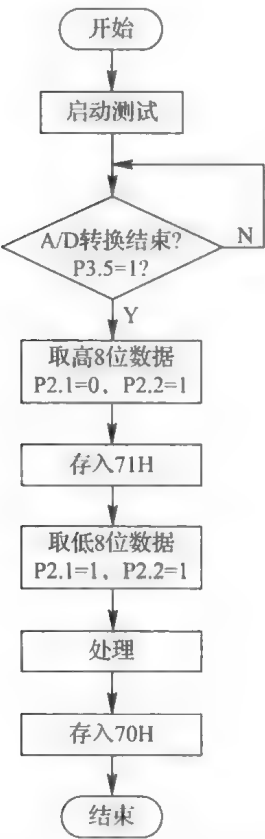 开始
启动测试
A/D转换结束?
P3.5=1?
N
Y
取高8位数据
P2.1=0，P2.2=1
存入71H
取低8位数据
P2.1=1，P2.2=1
处理
存入70H
结束